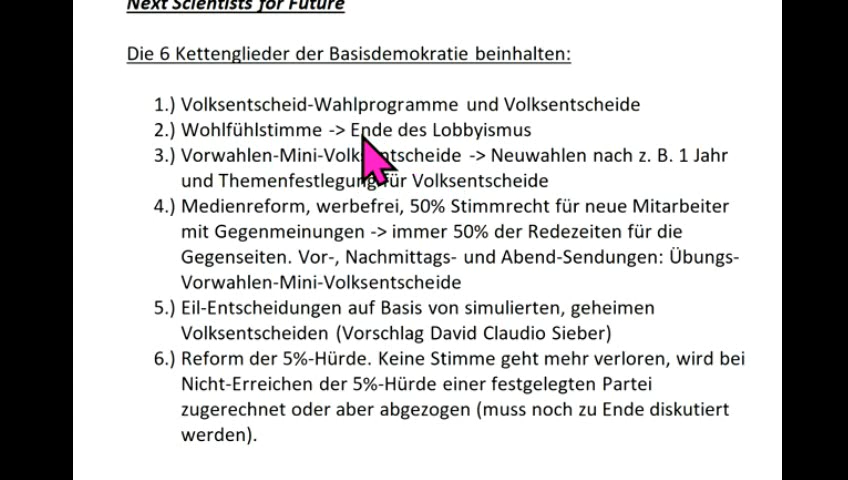 Next Scientists for Future
Die 6 Kettenglieder der Basisdemokratie beinhalten:
1.) Volksentscheid-Wahlprogramme und Volksentscheide
2.) Wohlfühlstimme -> Ende des Lobbyismus
3.) Vorwahlen-Mini-Volksentscheide -> Neuwahlen nach z. B. 1 Jahr
und Themenfestlegung für Volksentscheide
4.) Medienreform, werbefrei, 50% Stimmrecht für neue Mitarbeiter
mit Gegenmeinungen -> immer 50% der Redezeiten für die
Gegenseiten. Vor-, Nachmittags- und Abend-Sendungen: Übungs-
Vorwahlen-Mini-Volksentscheide
5.) Eil-Entscheidungen auf Basis von simulierten, geheimen
Volksentscheiden (Vorschlag David Claudio Sieber)
6.) Reform der 5%-Hürde. Keine Stimme geht mehr verloren, wird bei
Nicht-Erreichen der 5%-Hürde einer festgelegten Partei
zugerechnet oder aber abgezogen (muss noch zu Ende diskutiert
werden).